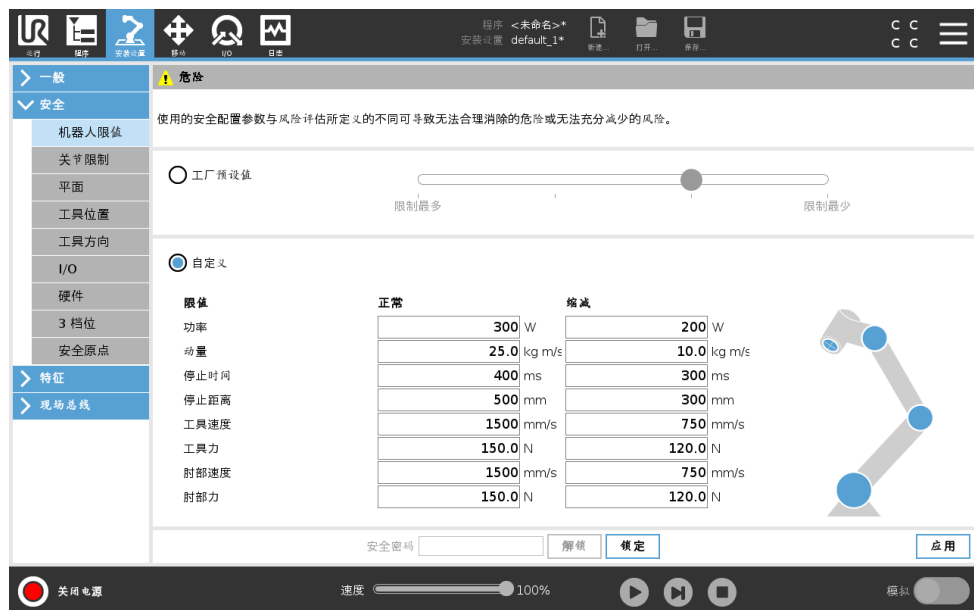 UR
运行
程序
安装设置
移动
I/O
日志
程序 <未命名>*
安装设置 default_1*
新建...
打开...
保存...
C C
C C
一般
安全
机器人限值
关节限制
平面
工具位置
工具方向
I/O
硬件
3 档位
安全原点
特征
现场总线
危险
使用的安全配置参数与风险评估所定义的不同可导致无法合理消除的危险或无法充分减少的风险。
工厂预设值
限制最多 限制最少
自定义
限值 正常 缩减
功率 300 W 200 W
动量 25.0 kg m/s 10.0 kg m/s
停止时间 400 ms 300 ms
停止距离 500 mm 300 mm
工具速度 1500 mm/s 750 mm/s
工具力 150.0 N 120.0 N
肘部速度 1500 mm/s 750 mm/s
肘部力 150.0 N 120.0 N
安全密码 解锁 锁定 应用
关闭电源 速度 100% 模拟